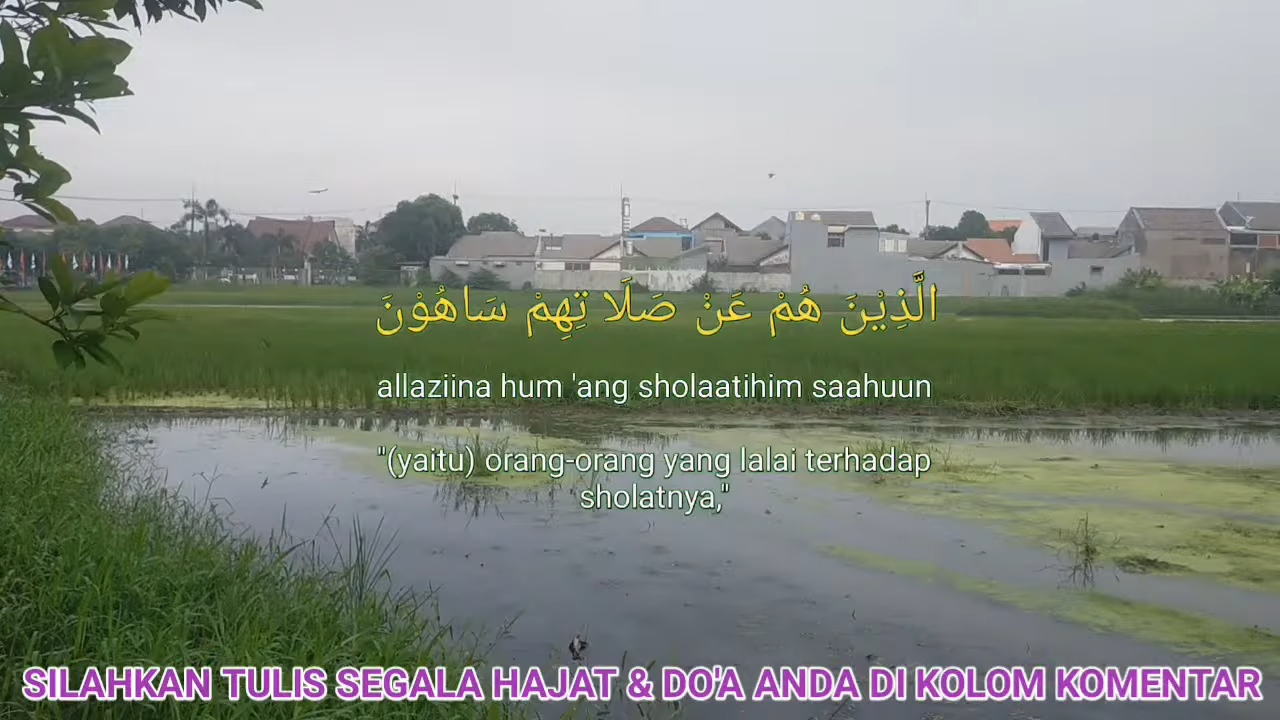 الَّذِيْنَ هُمْ عَنْ صَلَا تِهِمْ سَاهُوْنَ
allaziina hum 'ang sholaatihim saahuun
"(yaitu) orang-orang yang lalai terhadap
sholatnya,"
SILAHKAN TULIS SEGALA HAJAT & DO'A ANDA DI KOLOM KOMENTAR